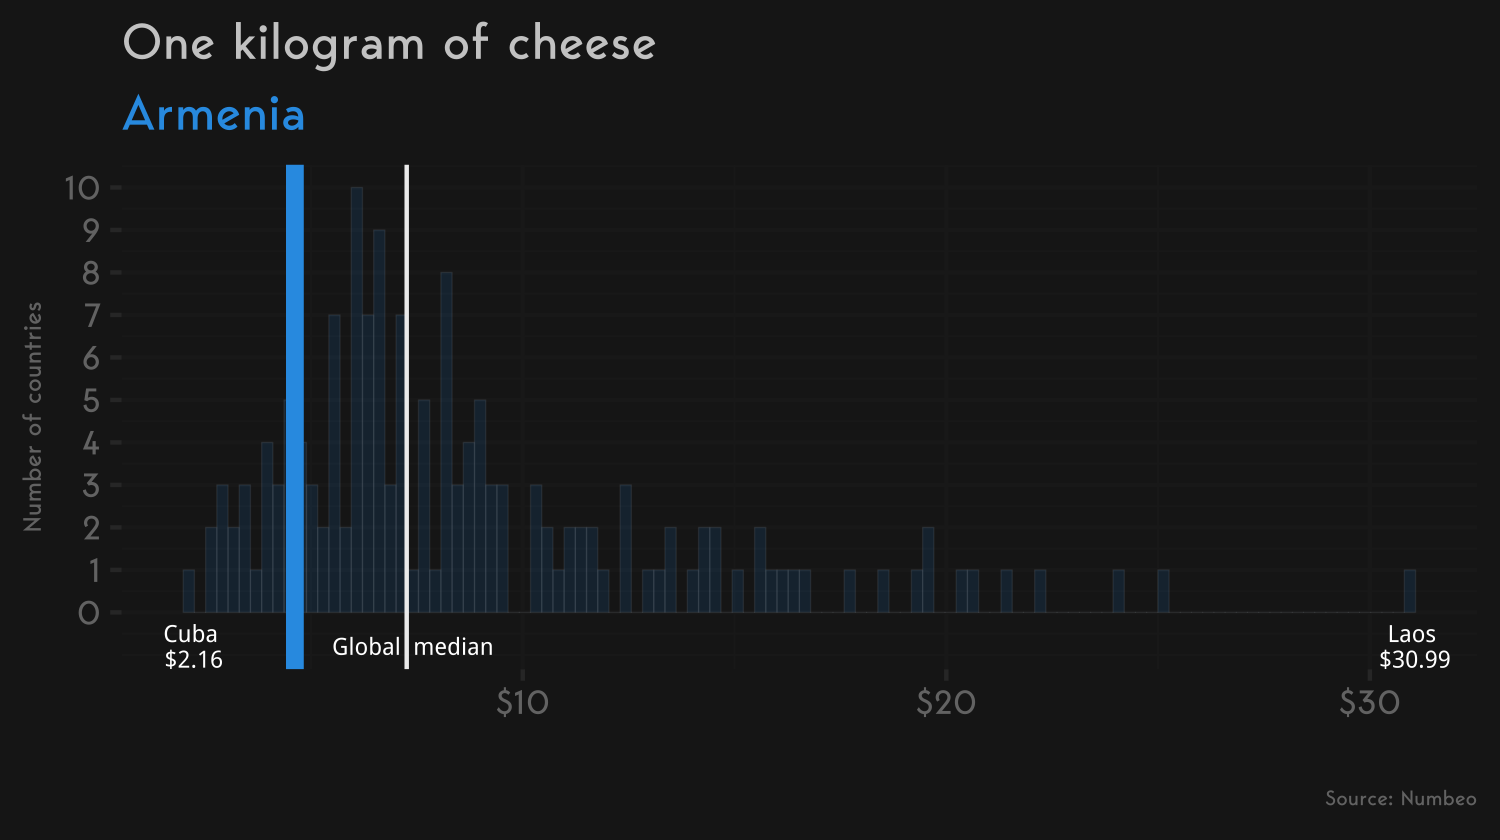 One kilogram of cheese
Armenia
Number of countries
10
9
8
7
6
5
4
3
2
1
0
Cuba
$2.16
Global median
Laos
$30.99
$10
$20
$30
Source: Numbeo